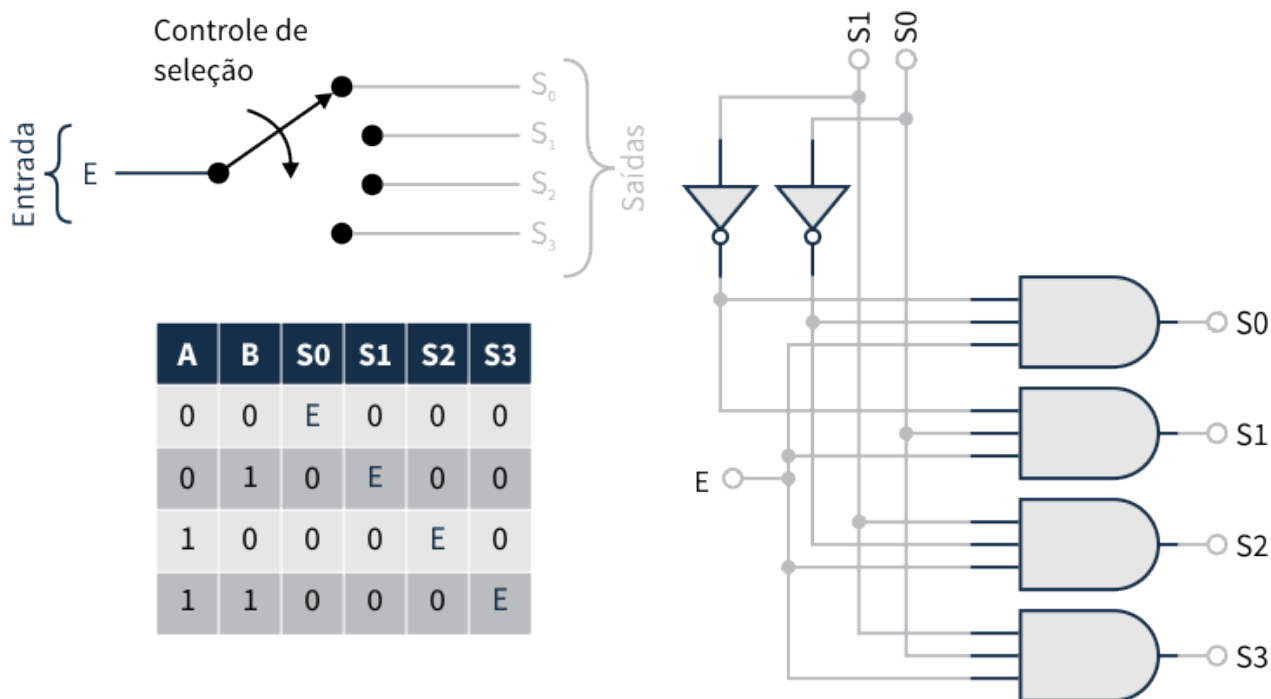 Controle de
seleção
Entrada
E
S₀
S₁
S₂
S₃
Saídas
A B S0 S1 S2 S3
0 0 E 0 0 0
0 1 0 E 0 0
1 0 0 0 E 0
1 1 0 0 0 E
S1 S0
E
S0
S1
S2
S3